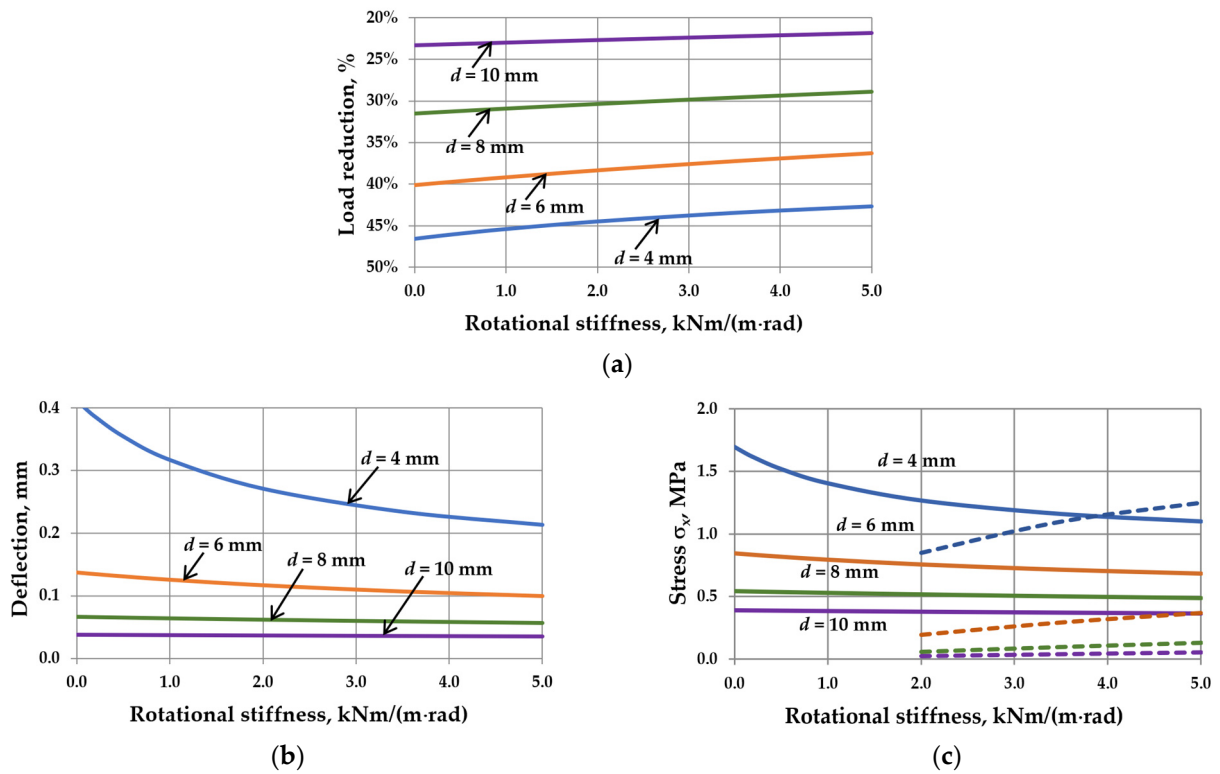 20%
25%
30%
35%
40%
45%
50%
Load reduction, %
d = 10 mm
d = 8 mm
d = 6 mm
d = 4 mm
0.0 1.0 2.0 3.0 4.0 5.0
Rotational stiffness, kNm/(m·rad)
(a)
0.4
0.3
0.2
0.1
0.0
Deflection, mm
d = 4 mm
d = 6 mm
d = 10 mm
d = 8 mm
0.0 1.0 2.0 3.0 4.0 5.0
Rotational stiffness, kNm/(m·rad)
(b)
2.0
1.5
1.0
0.5
0.0
Stress σx, MPa
d = 4 mm
d = 6 mm
d = 8 mm
d = 10 mm
0.0 1.0 2.0 3.0 4.0 5.0
Rotational stiffness, kNm/(m·rad)
(c)